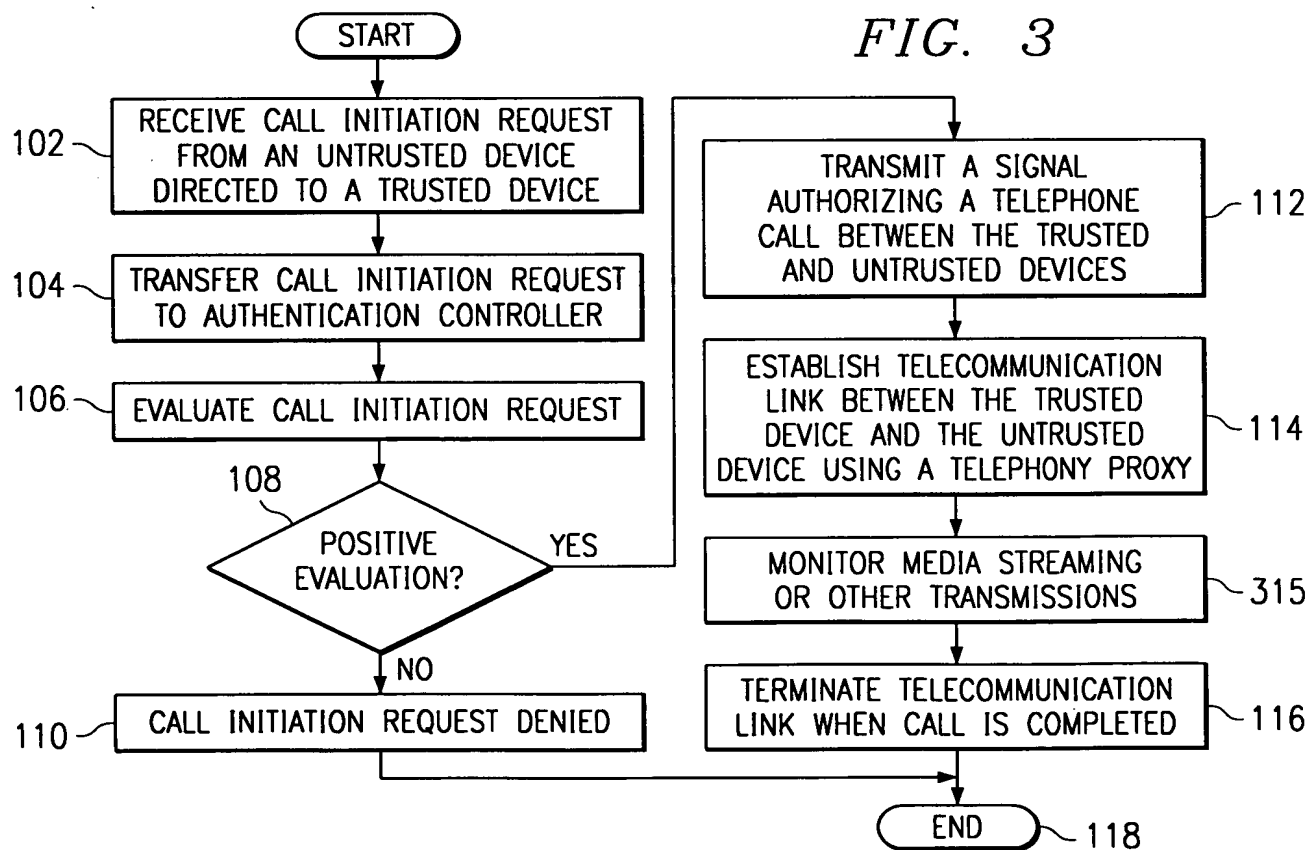 START
FIG. 3
102
RECEIVE CALL INITIATION REQUEST
FROM AN UNTRUSTED DEVICE
DIRECTED TO A TRUSTED DEVICE
104
TRANSFER CALL INITIATION REQUEST
TO AUTHENTICATION CONTROLLER
106
EVALUATE CALL INITIATION REQUEST
108
POSITIVE
EVALUATION?
YES
NO
110
CALL INITIATION REQUEST DENIED
TRANSMIT A SIGNAL
AUTHORIZING A TELEPHONE
CALL BETWEEN THE TRUSTED
AND UNTRUSTED DEVICES
112
ESTABLISH TELECOMMUNICATION
LINK BETWEEN THE TRUSTED
DEVICE AND THE UNTRUSTED
DEVICE USING A TELEPHONY PROXY
114
MONITOR MEDIA STREAMING
OR OTHER TRANSMISSIONS
315
TERMINATE TELECOMMUNICATION
LINK WHEN CALL IS COMPLETED
116
END
118